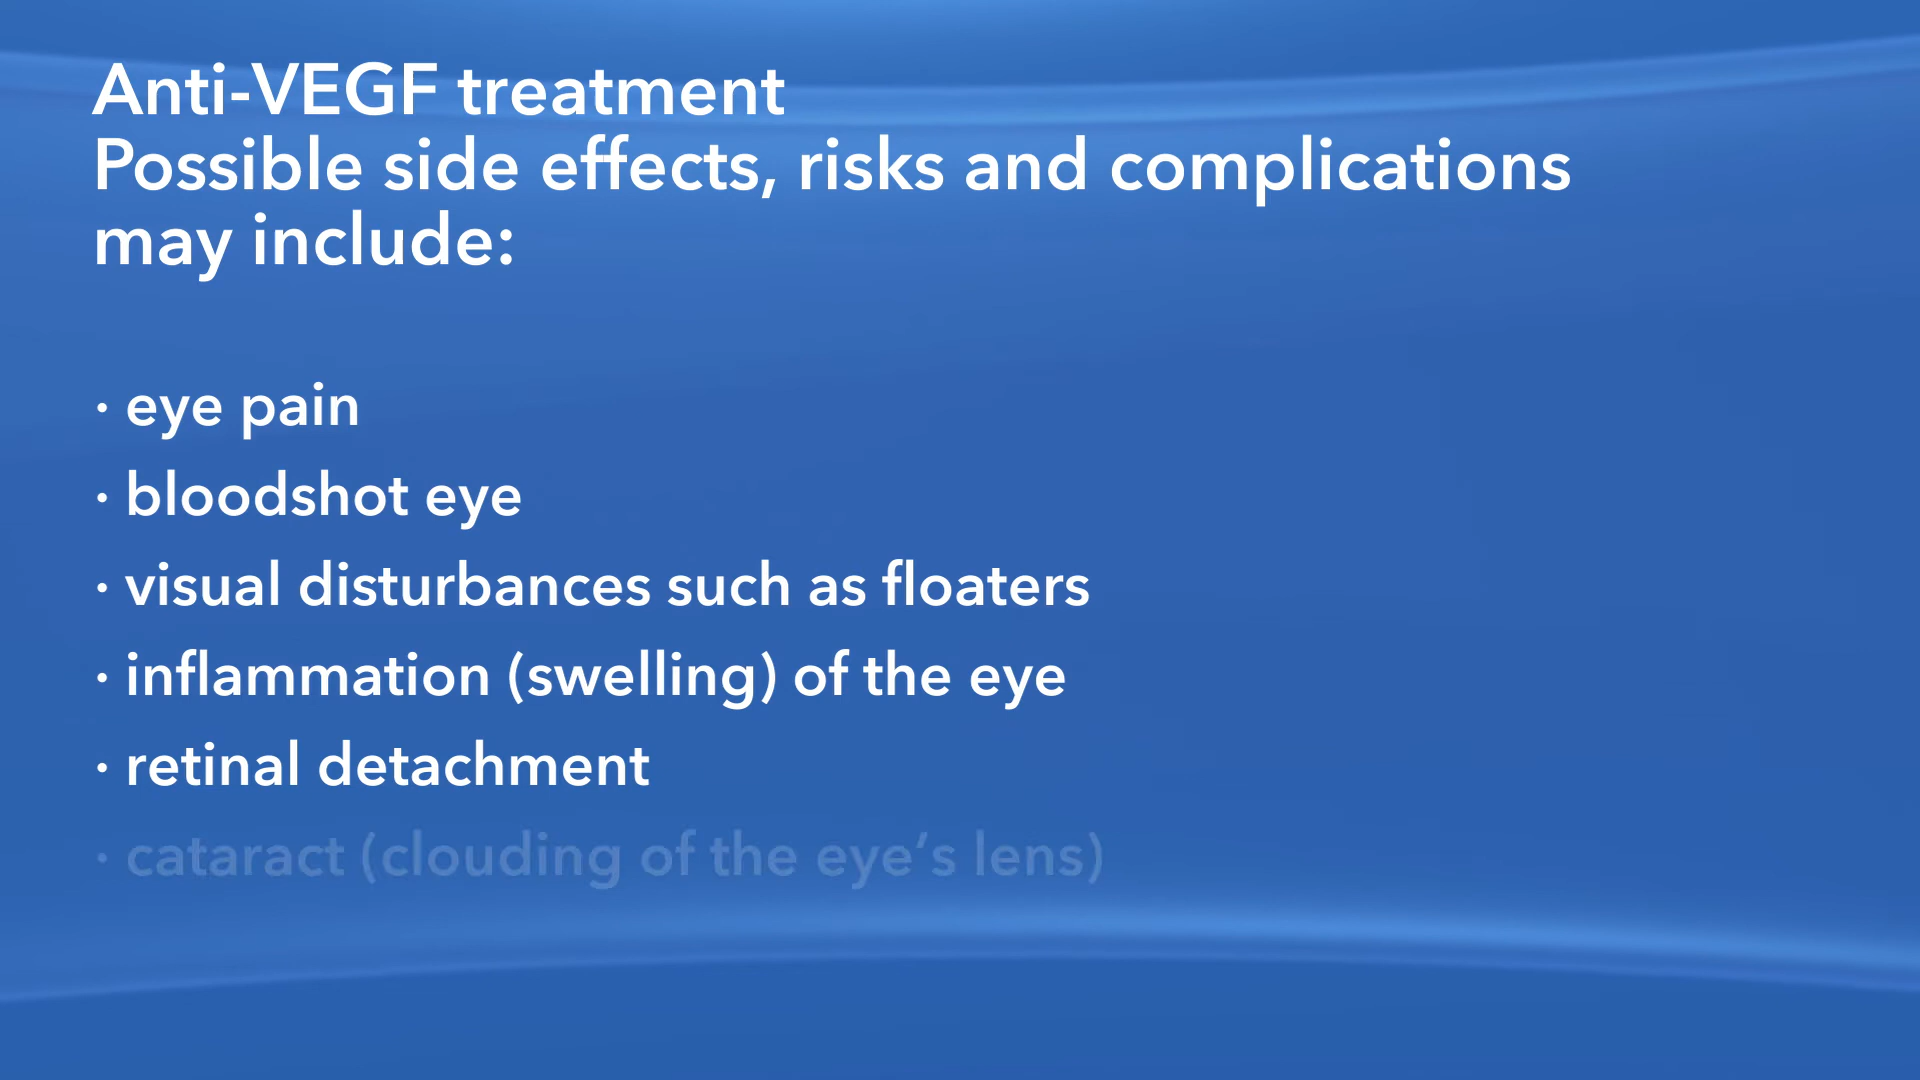 Anti-VEGF treatment
Possible side effects, risks and complications
may include:
· eye pain
· bloodshot eye
· visual disturbances such as floaters
· inflammation (swelling) of the eye
· retinal detachment
· cataract (clouding of the eye’s lens)